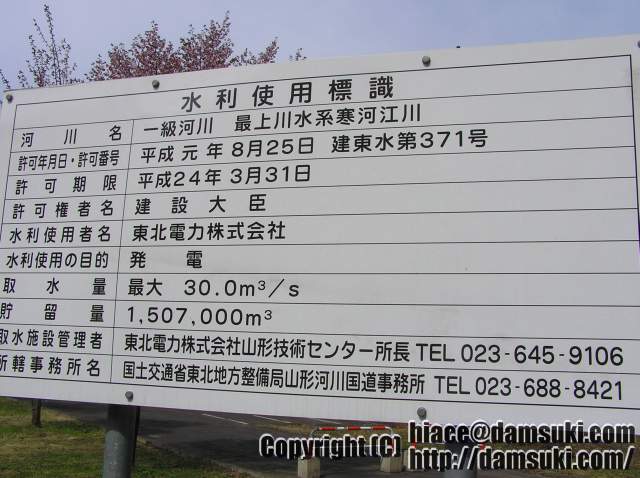 水利使用標識
河川名 一級河川 最上川水系寒河江川
許可年月日・許可番号 平成元年8月25日 建東水第371号
許可期限 平成24年3月31日
許可権者名 建設大臣
水利使用者名 東北電力株式会社
水利使用の目的 発電
取水量 最大 30.0m³/s
貯留量 1,507,000m³
取水施設管理者 東北電力株式会社山形技術センター所長 TEL 023-645-9106
所轄事務所名 国土交通省東北地方整備局山形河川国道事務所 TEL 023-688-8421
Copyright (C) hiace@damsuki.com
http://damsuki.com/